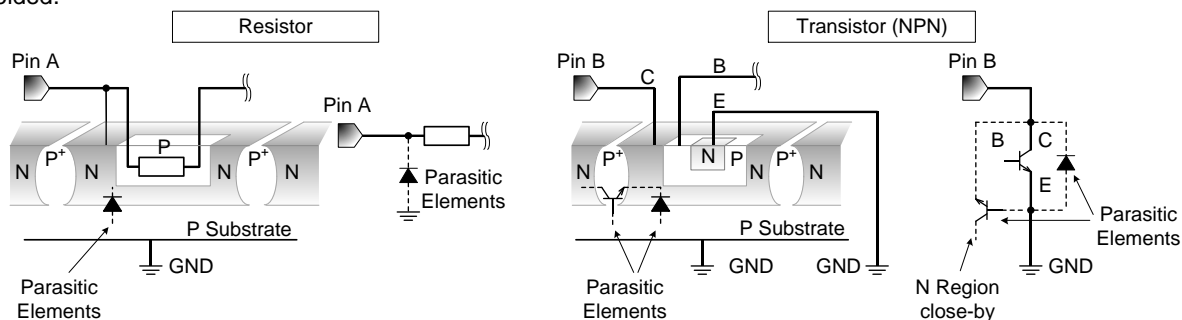 Resistor
Transistor (NPN)
Pin A
Pin A
P
N P+ N P+ N
Parasitic
Elements
P Substrate
GND
Parasitic
Elements
Pin B
C
B
E
N P+ N P P+ N
N
P Substrate
GND
GND
Parasitic
Elements
Pin B
B
C
E
Parasitic
Elements
GND
N Region
close-by